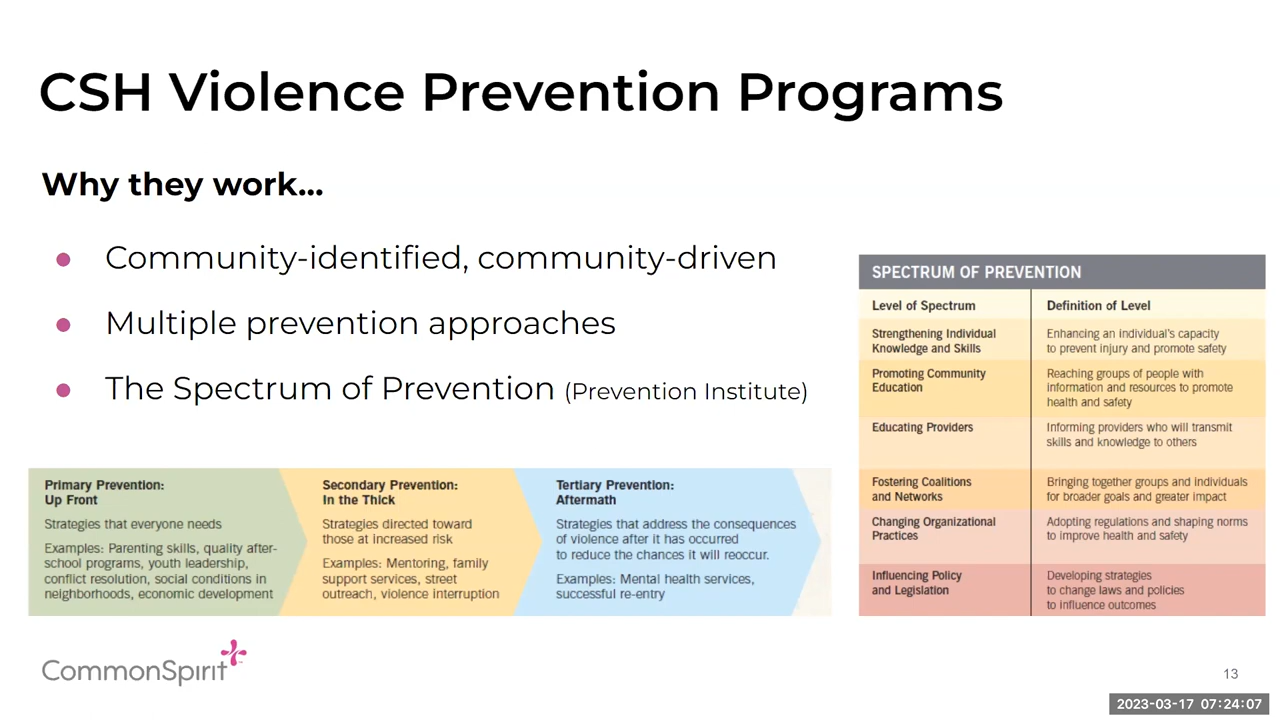 CSH Violence Prevention Programs
Why they work...
Community-identified, community-driven
Multiple prevention approaches
The Spectrum of Prevention (Prevention Institute)
Primary Prevention:
Up Front
Strategies that everyone needs
Examples: Parenting skills, quality after-
school programs, youth leadership,
conflict resolution, social conditions in
neighborhoods, economic development
Secondary Prevention:
In the Thick
Strategies directed toward
those at increased risk
Examples: Mentoring, family
support services, street
outreach, violence interruption
Tertiary Prevention:
Aftermath
Strategies that address the consequences
of violence after it has occurred
to reduce the chances it will reoccur.
Examples: Mental health services,
successful re-entry
SPECTRUM OF PREVENTION
Level of Spectrum
Definition of Level
Strengthening Individual
Knowledge and Skills
Enhancing an individual's capacity
to prevent injury and promote safety
Promoting Community
Education
Reaching groups of people with
information and resources to promote
health and safety
Educating Providers
Informing providers who will transmit
skills and knowledge to others
Fostering Coalitions
and Networks
Bringing together groups and individuals
for broader goals and greater impact
Changing Organizational
Practices
Adopting regulations and shaping norms
to improve health and safety
Influencing Policy
and Legislation
Developing strategies
to change laws and policies
to influence outcomes
CommonSpirit
13
2023-03-17 07:24:07